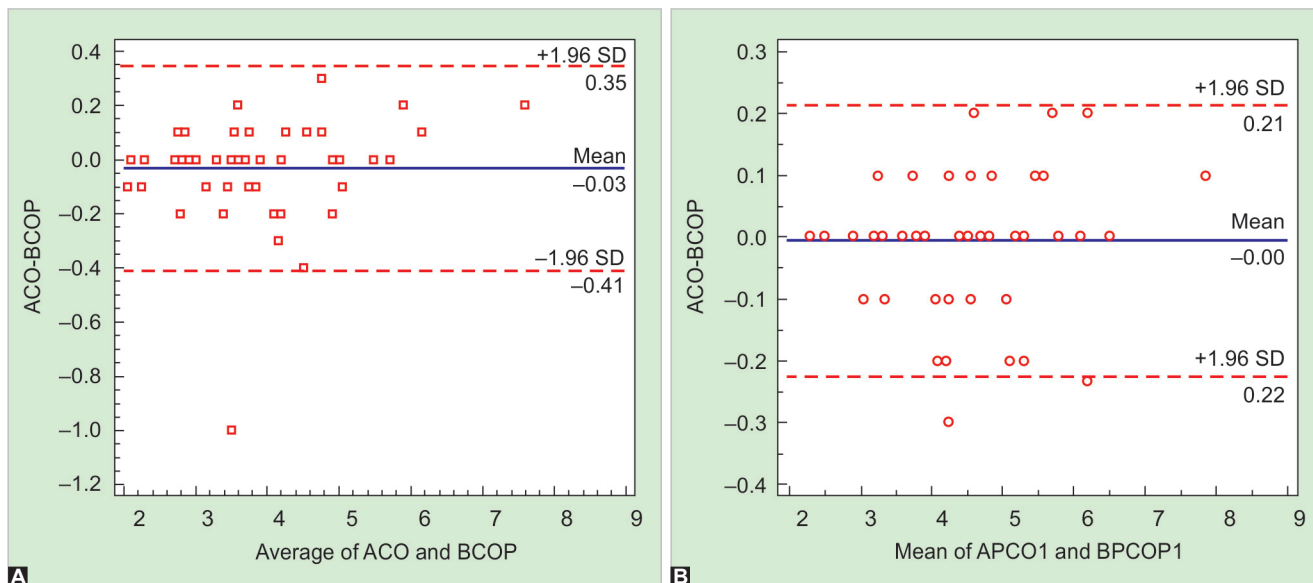 0.4
0.2
0.0
–0.2
–0.4
–0.6
–0.8
–1.0
–1.2
ACO-BCOP
+1.96 SD
0.35
Mean
–0.03
–1.96 SD
–0.41
2 3 4 5 6 7 8 9
Average of ACO and BCOP
A
0.3
0.2
0.1
0.0
–0.1
–0.2
–0.3
–0.4
ACO-BCOP
+1.96 SD
0.21
Mean
–0.00
+1.96 SD
0.22
2 3 4 5 6 7 8 9
Mean of APCO1 and BPCOP1
B